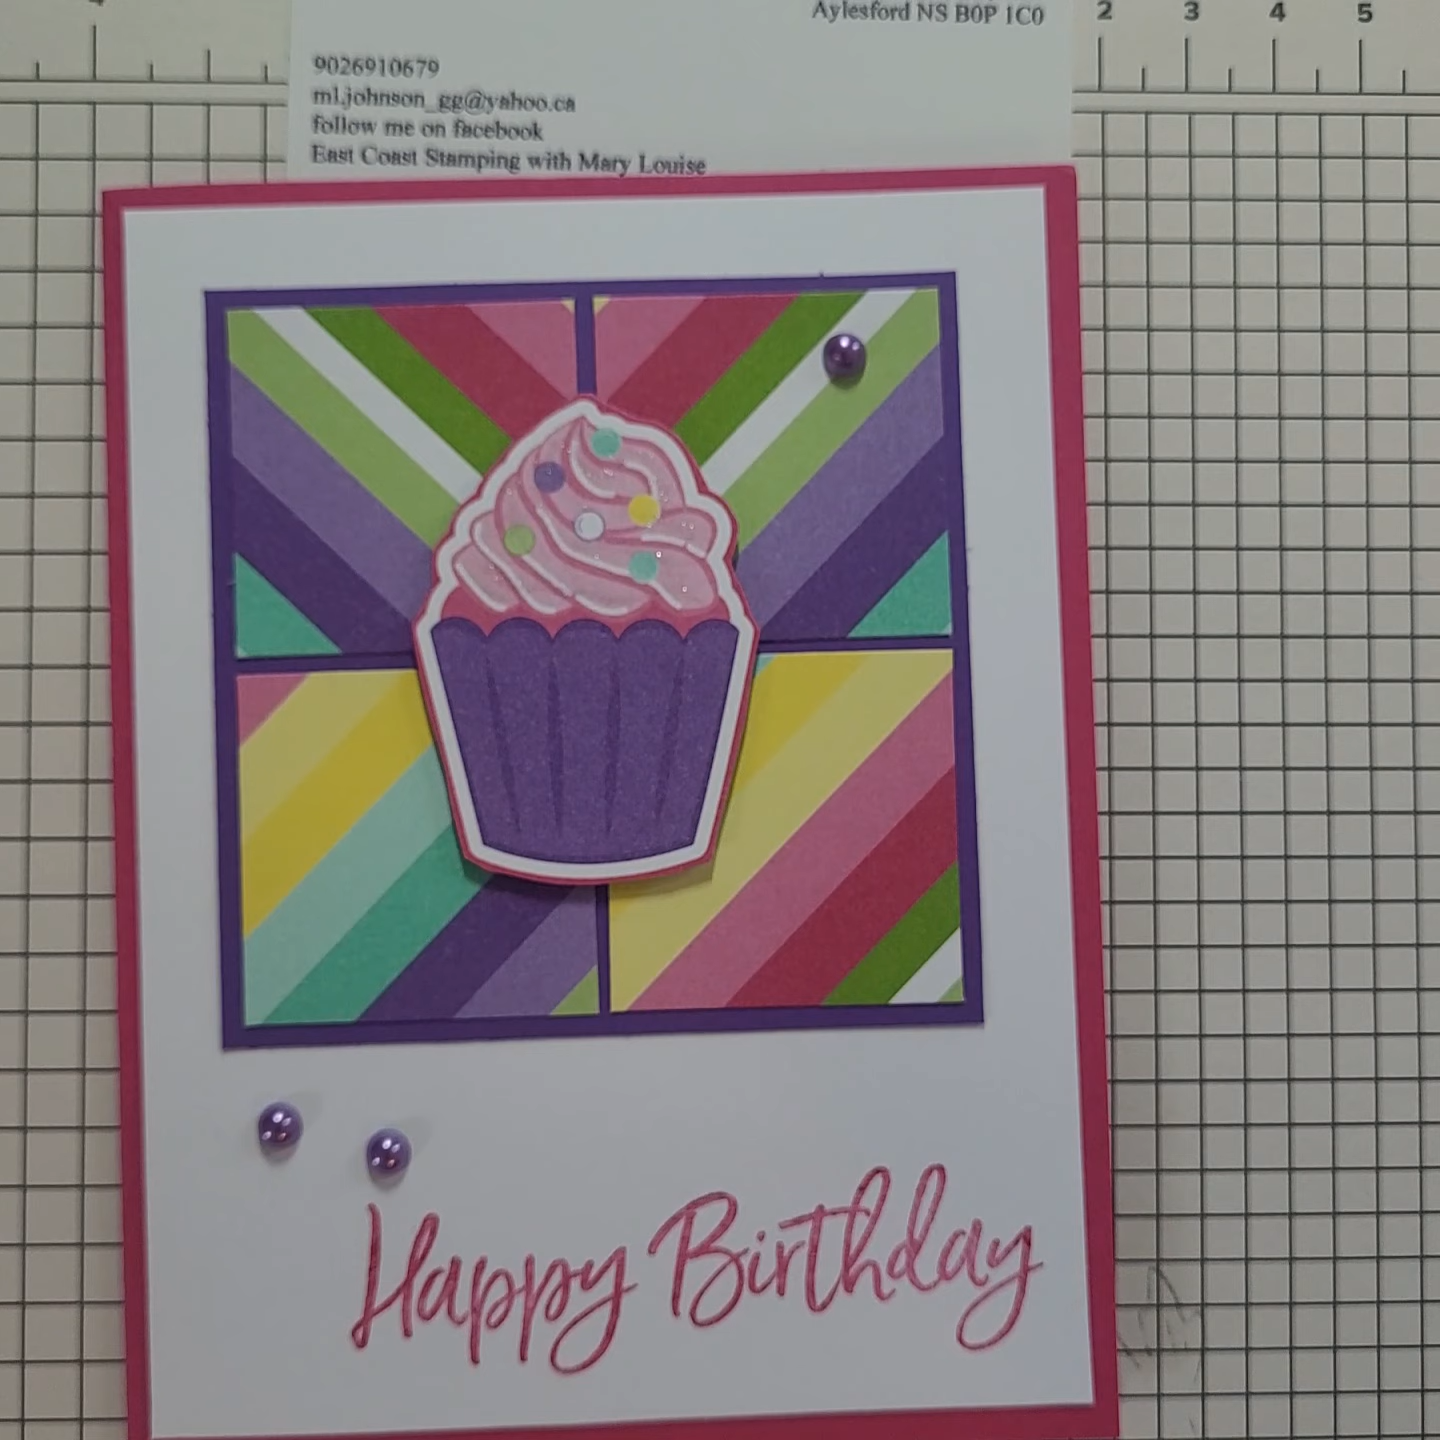 Aylesford NS B0P 1C0
2 3 4 5
9026910679
ml.johnson_gg@yahoo.ca
follow me on facebook
East Coast Stamping with Mary Louise
Happy Birthday